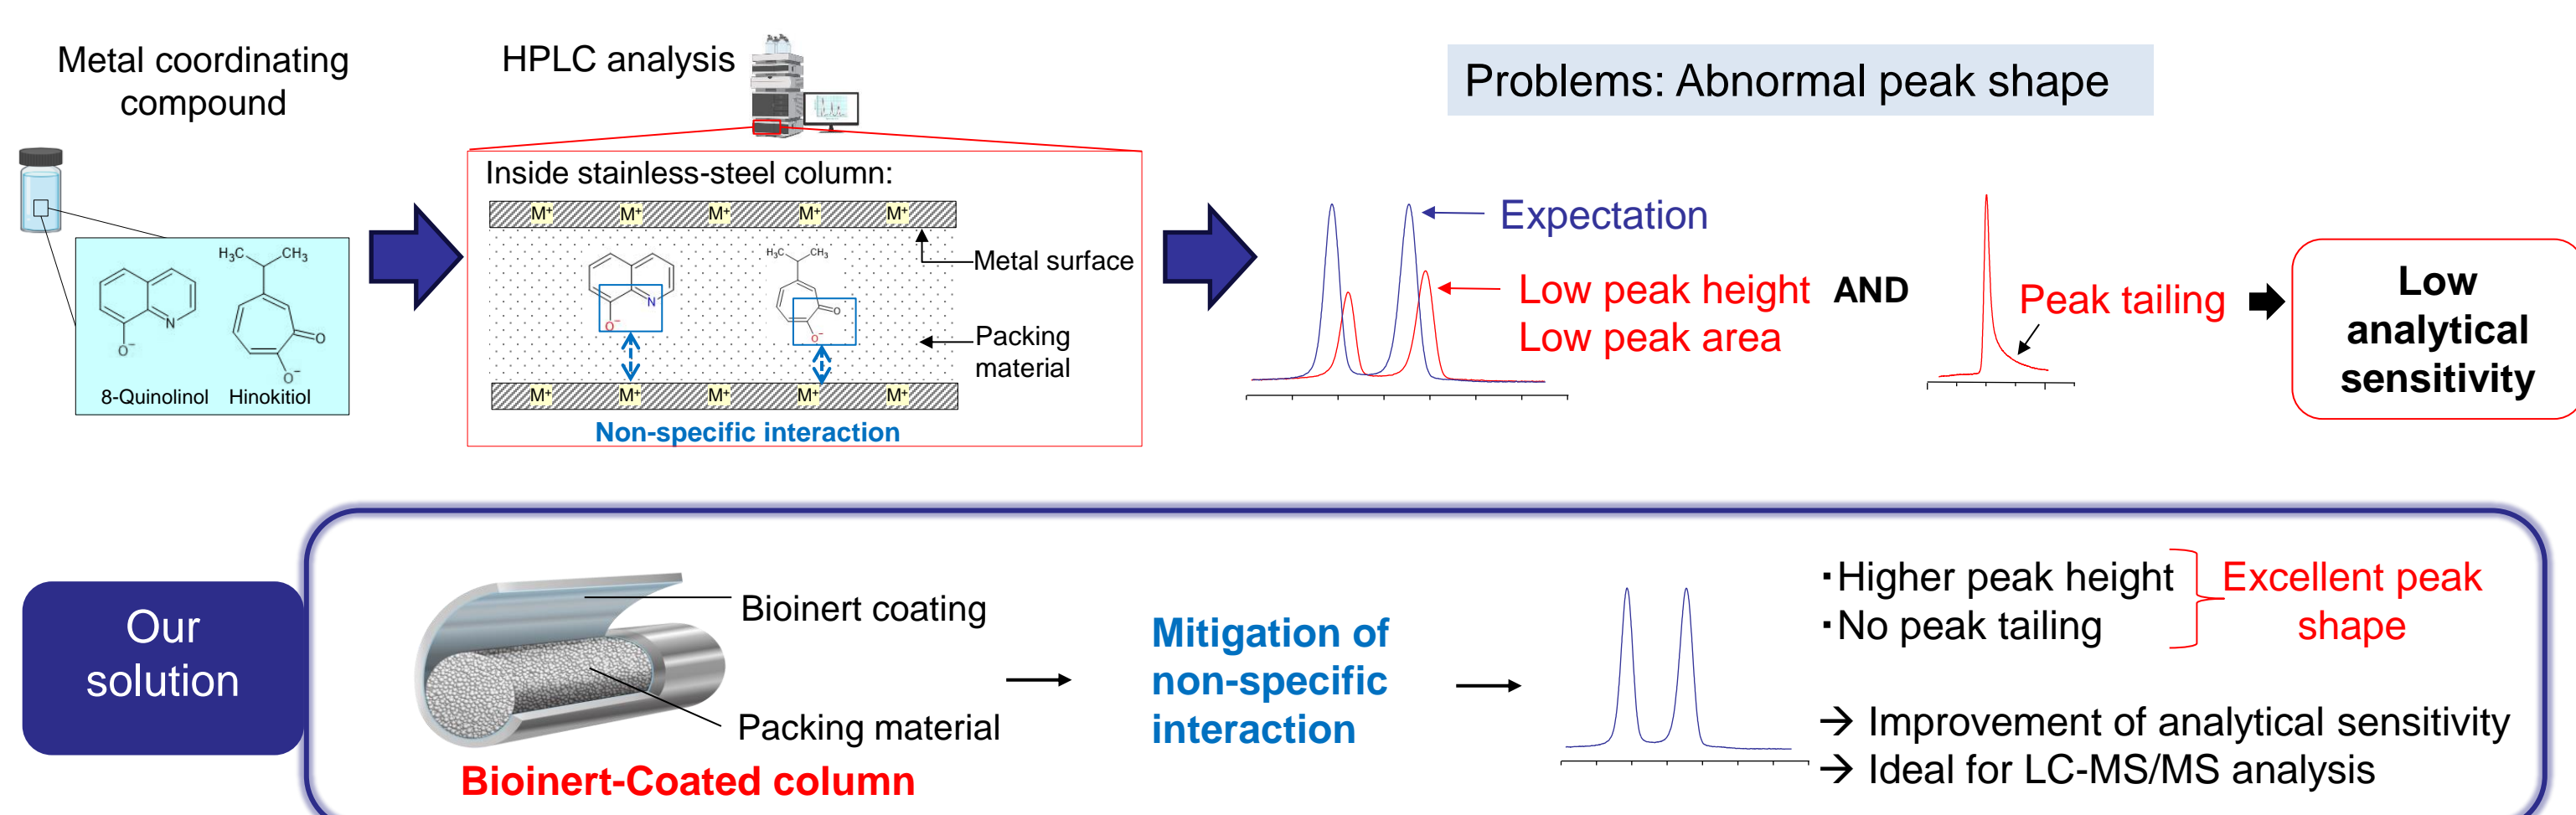 Metal coordinating
compound
H₃C
CH₃
N
O⁻
O
O⁻
8-Quinolinol
Hinokitiol
HPLC analysis
Inside stainless-steel column:
M⁺ M⁺ M⁺ M⁺ M⁺
Metal surface
H₃C
CH₃
N
O⁻
O
O⁻
Packing
material
M⁺ M⁺ M⁺ M⁺ M⁺
Non-specific interaction
Problems: Abnormal peak shape
Expectation
Low peak height
Low peak area
AND
Peak tailing
Low
analytical
sensitivity
Our
solution
Bioinert coating
Packing material
Bioinert-Coated column
Mitigation of
non-specific
interaction
・Higher peak height
・No peak tailing
Excellent peak
shape
→ Improvement of analytical sensitivity
→ Ideal for LC-MS/MS analysis